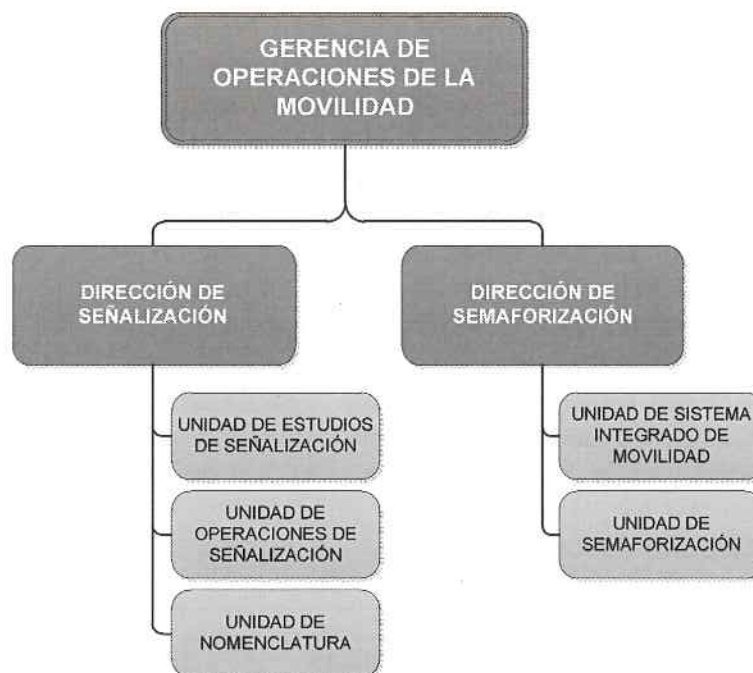 GERENCIA DE
OPERACIONES DE LA
MOVILIDAD
DIRECCIÓN DE
SEÑALIZACIÓN
DIRECCIÓN DE
SEMAFORIZACIÓN
UNIDAD DE ESTUDIOS
DE SEÑALIZACIÓN
UNIDAD DE
OPERACIONES DE
SEÑALIZACIÓN
UNIDAD DE
NOMENCLATURA
UNIDAD DE SISTEMA
INTEGRADO DE
MOVILIDAD
UNIDAD DE
SEMAFORIZACIÓN